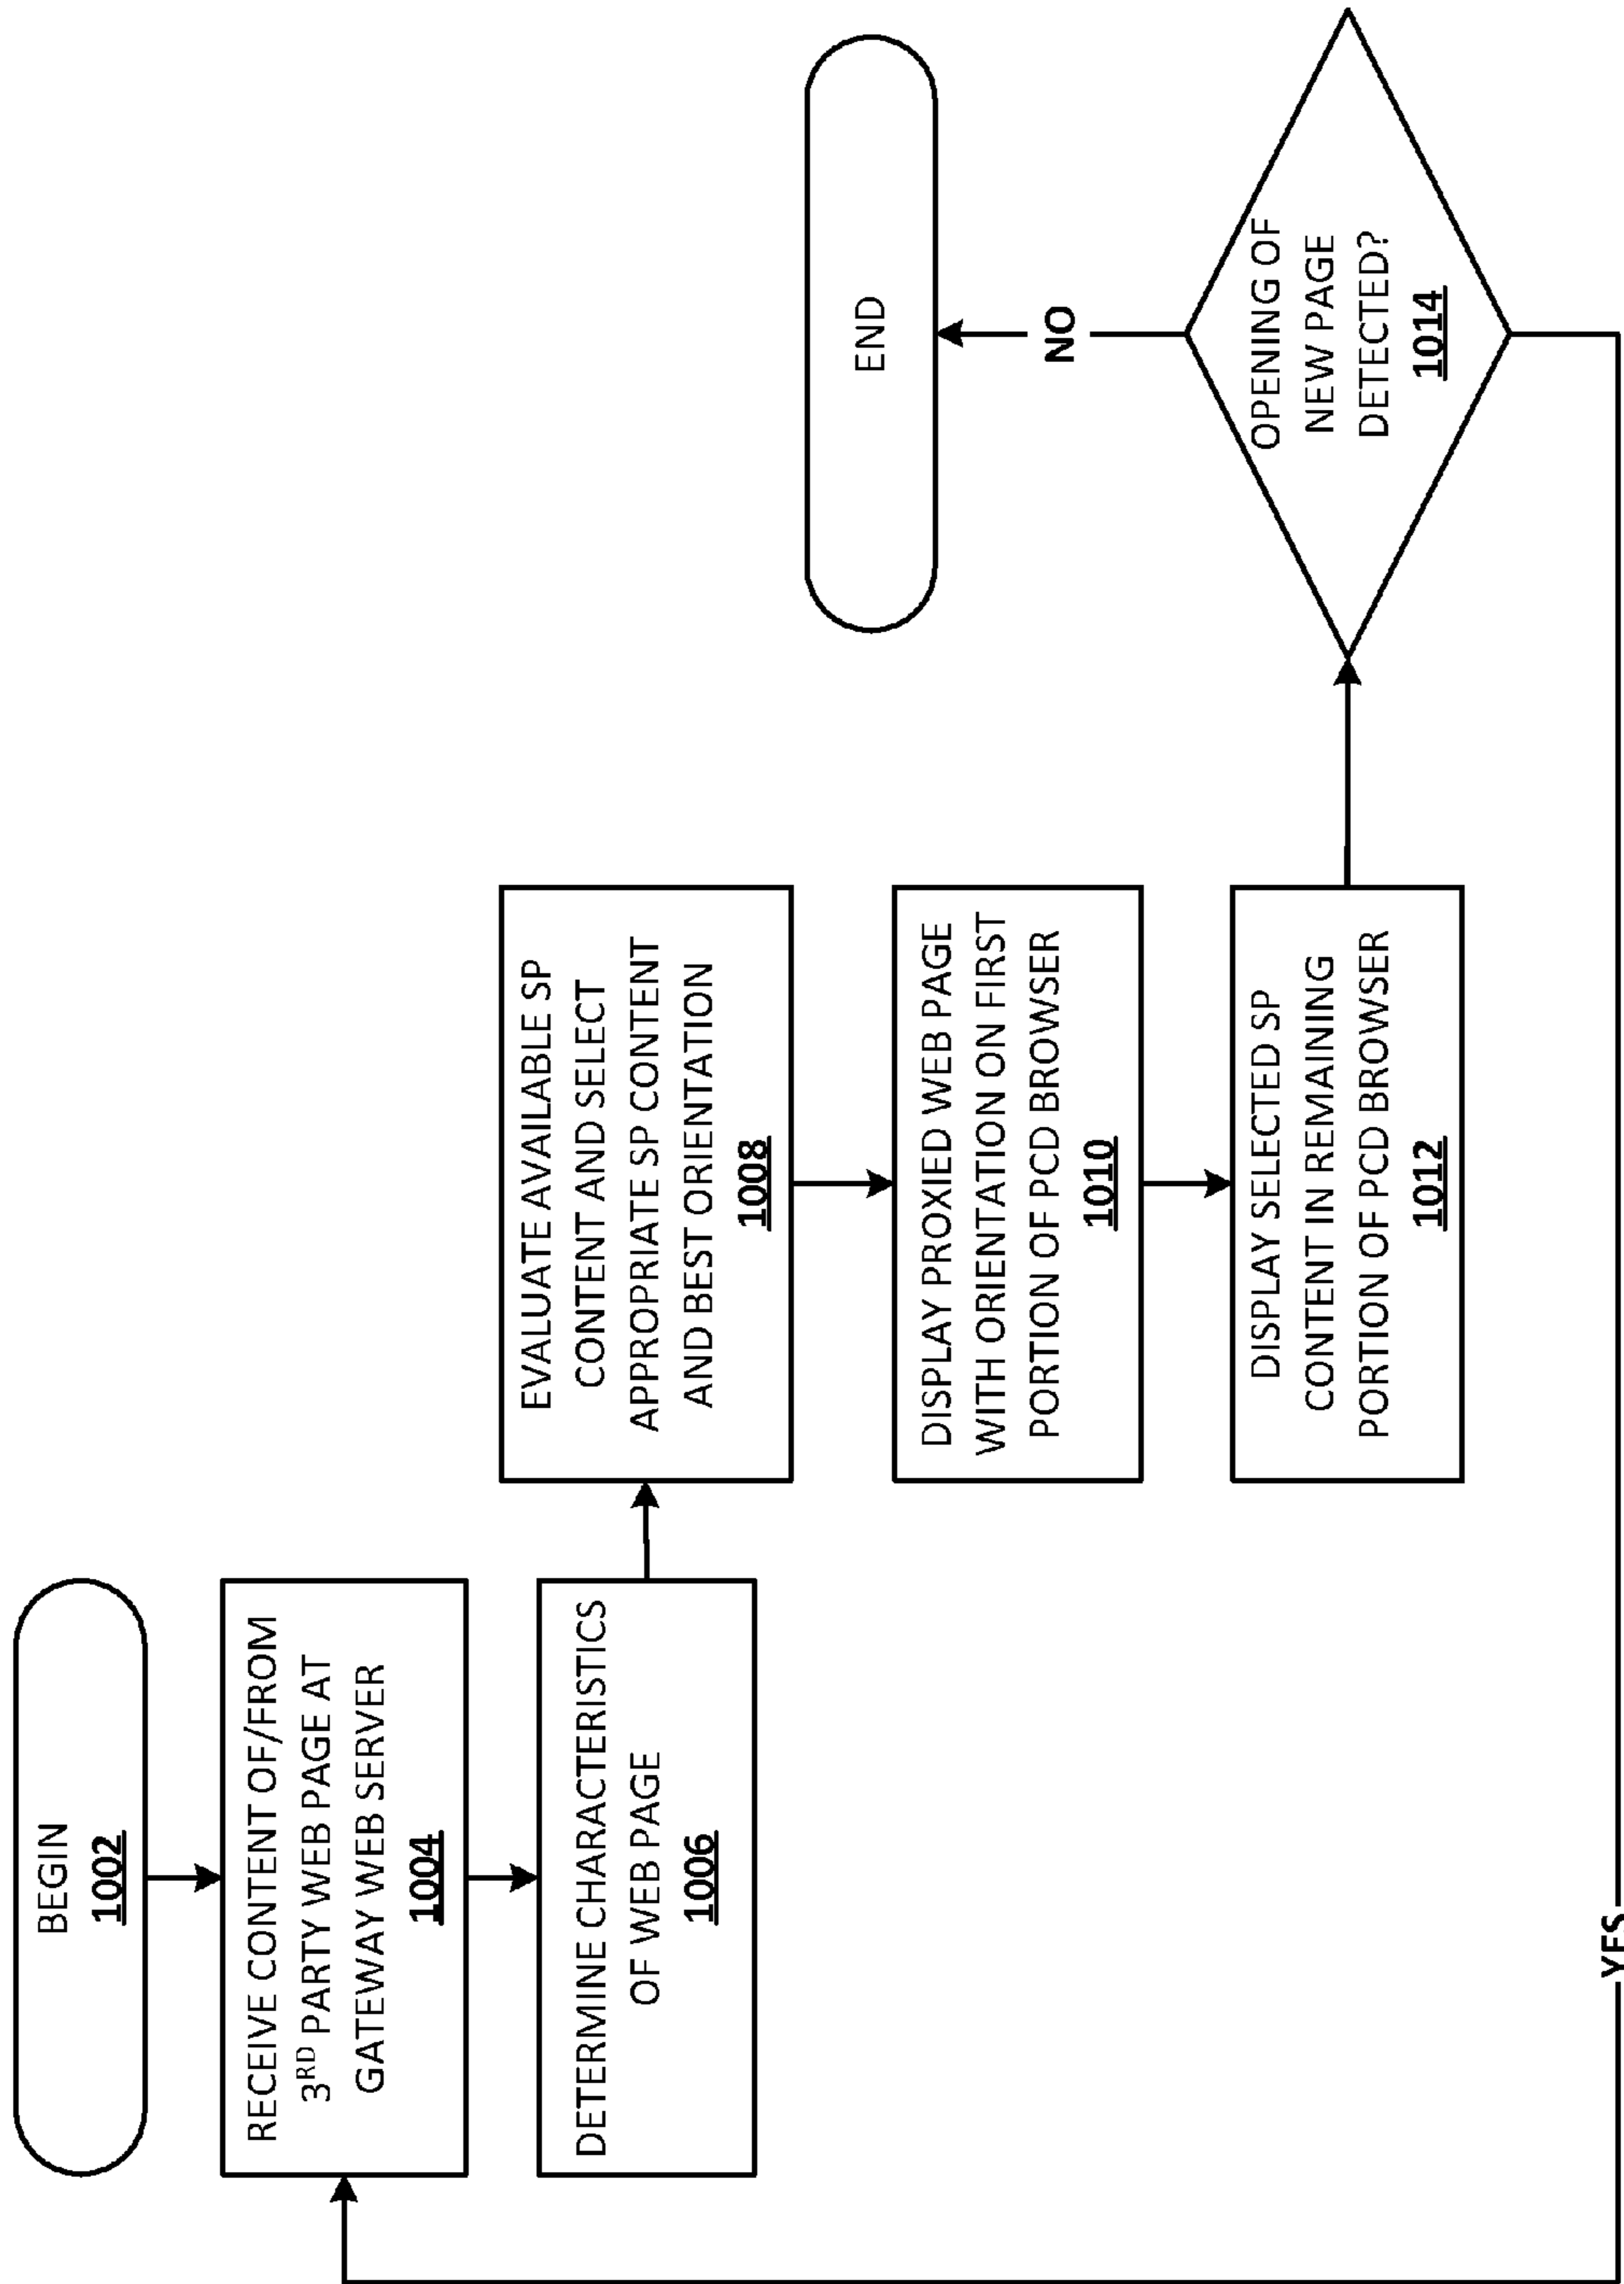 BEGIN
1002
RECEIVE CONTENT OF/FROM
3RD PARTY WEB PAGE AT
GATEWAY WEB SERVER
1004
DETERMINE CHARACTERISTICS
OF WEB PAGE
1006
EVALUATE AVAILABLE SP
CONTENT AND SELECT
APPROPRIATE SP CONTENT
AND BEST ORIENTATION
1008
DISPLAY PROXIED WEB PAGE
WITH ORIENTATION ON FIRST
PORTION OF PCD BROWSER
1010
DISPLAY SELECTED SP
CONTENT IN REMAINING
PORTION OF PCD BROWSER
1012
OPENING OF
NEW PAGE
DETECTED?
1014
NO
END
YES